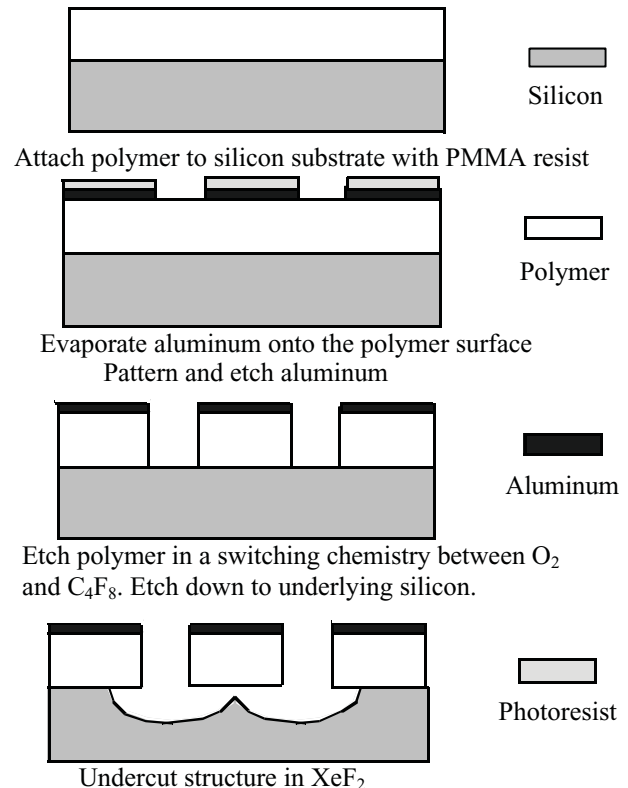 Silicon
Attach polymer to silicon substrate with PMMA resist
Polymer
Evaporate aluminum onto the polymer surface
Pattern and etch aluminum
Aluminum
Etch polymer in a switching chemistry between O₂
and C₄F₈. Etch down to underlying silicon.
Photoresist
Undercut structure in XeF₂